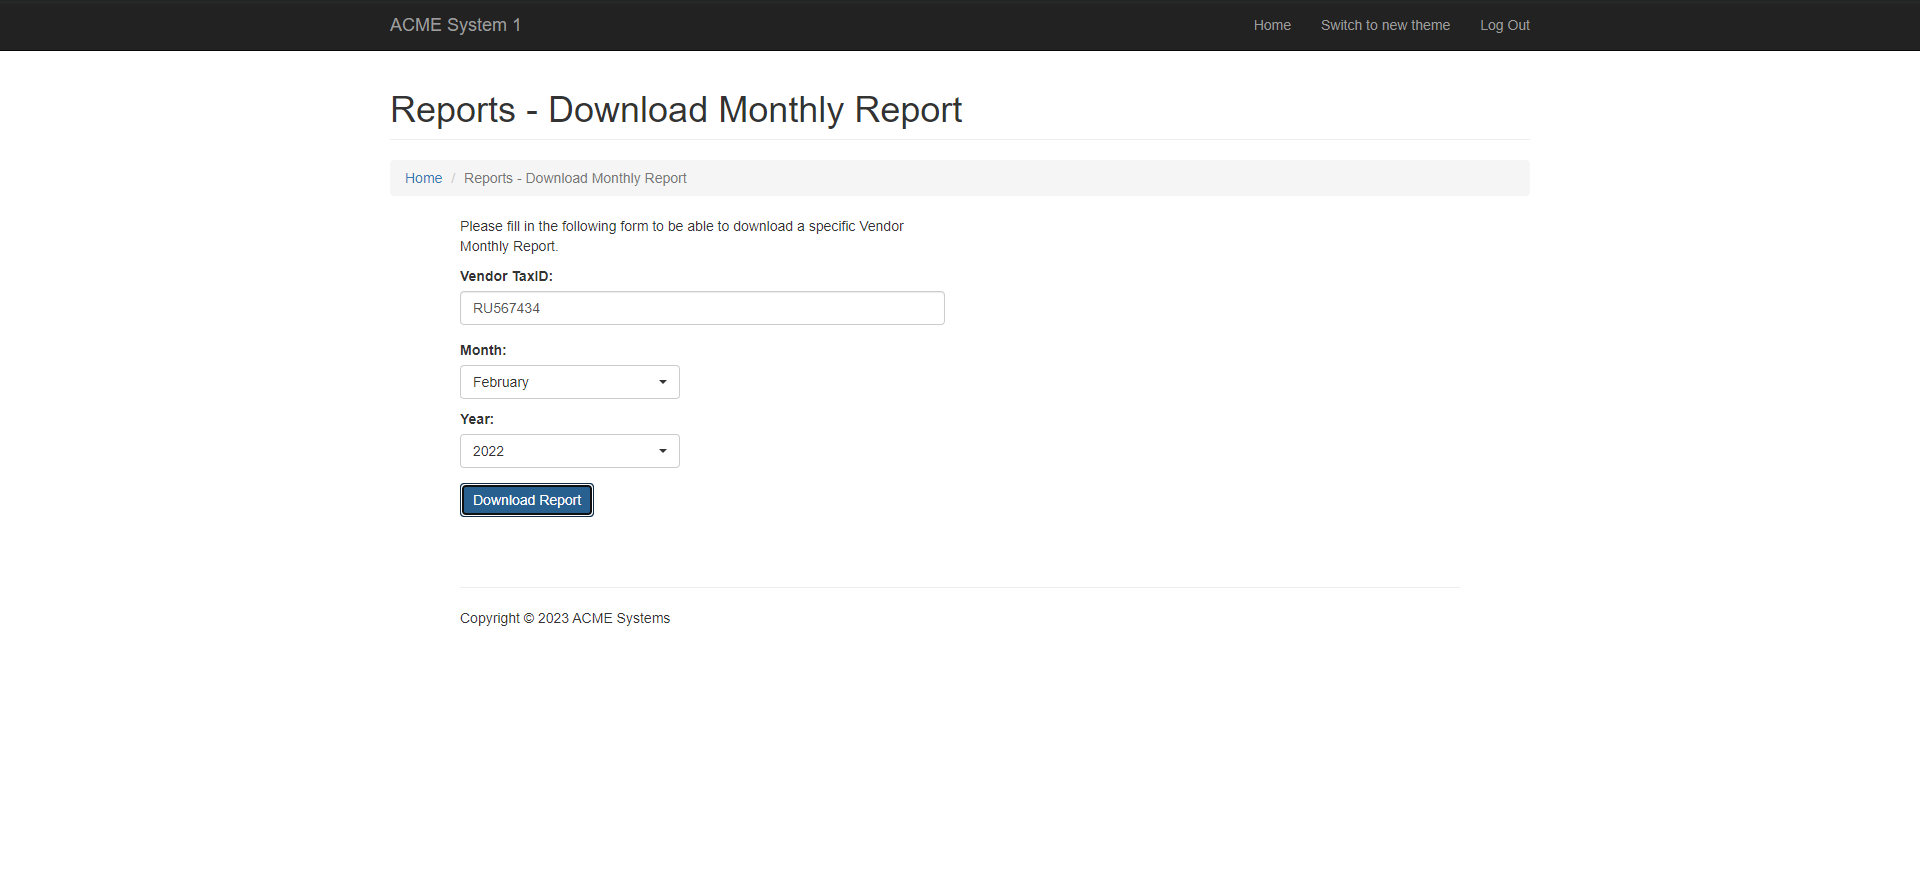 ACME System 1
Home
Switch to new theme
Log Out
Reports - Download Monthly Report
Home / Reports - Download Monthly Report
Please fill in the following form to be able to download a specific Vendor
Monthly Report.
Vendor TaxID:
RU567434
Month:
February
Year:
2022
Download Report
Copyright © 2023 ACME Systems